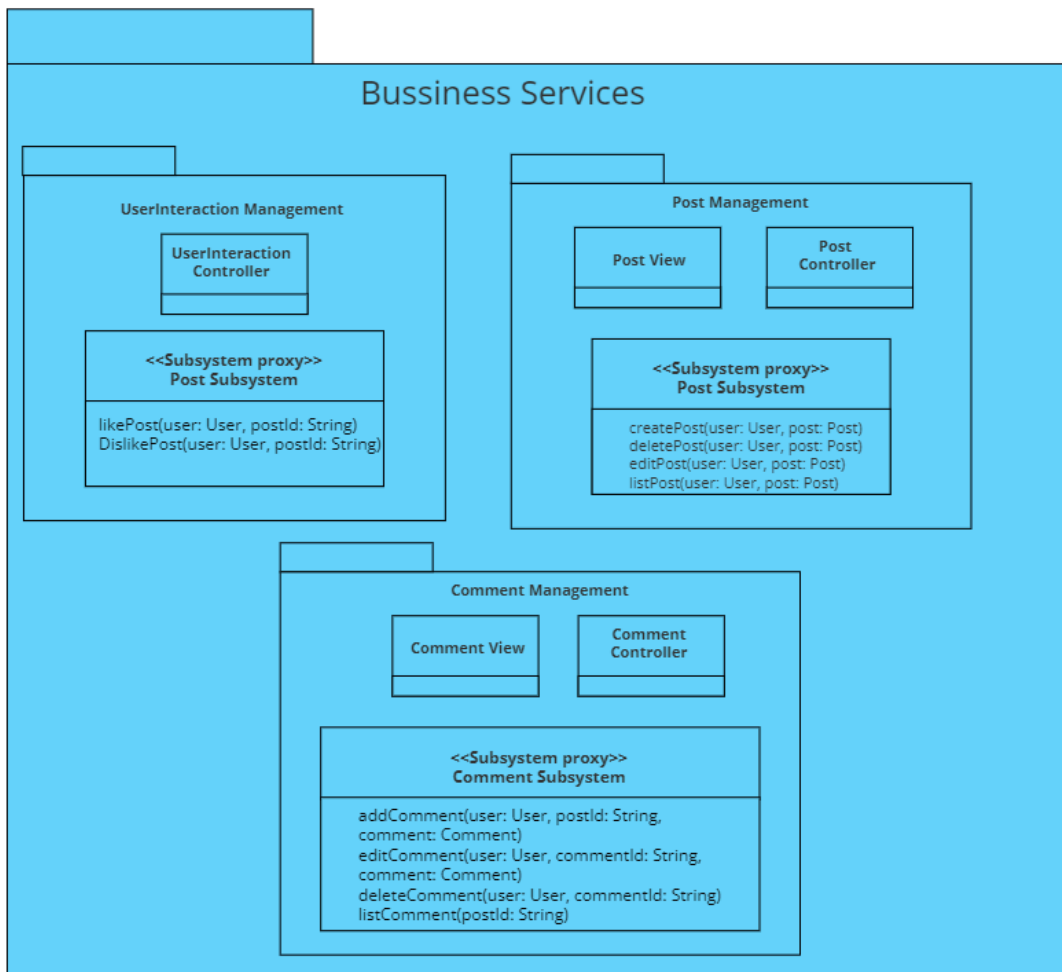 Bussiness Services
UserInteraction Management
UserInteraction
Controller
<<Subsystem proxy>>
Post Subsystem
likePost(user: User, postId: String)
DislikePost(user: User, postId: String)
Post Management
Post View
Post
Controller
<<Subsystem proxy>>
Post Subsystem
createPost(user: User, post: Post)
deletePost(user: User, post: Post)
editPost(user: User, post: Post)
listPost(user: User, post: Post)
Comment Management
Comment View
Comment
Controller
<<Subsystem proxy>>
Comment Subsystem
addComment(user: User, postId: String,
comment: Comment)
editComment(user: User, commentId: String,
comment: Comment)
deleteComment(user: User, commentId: String)
listComment(postId: String)